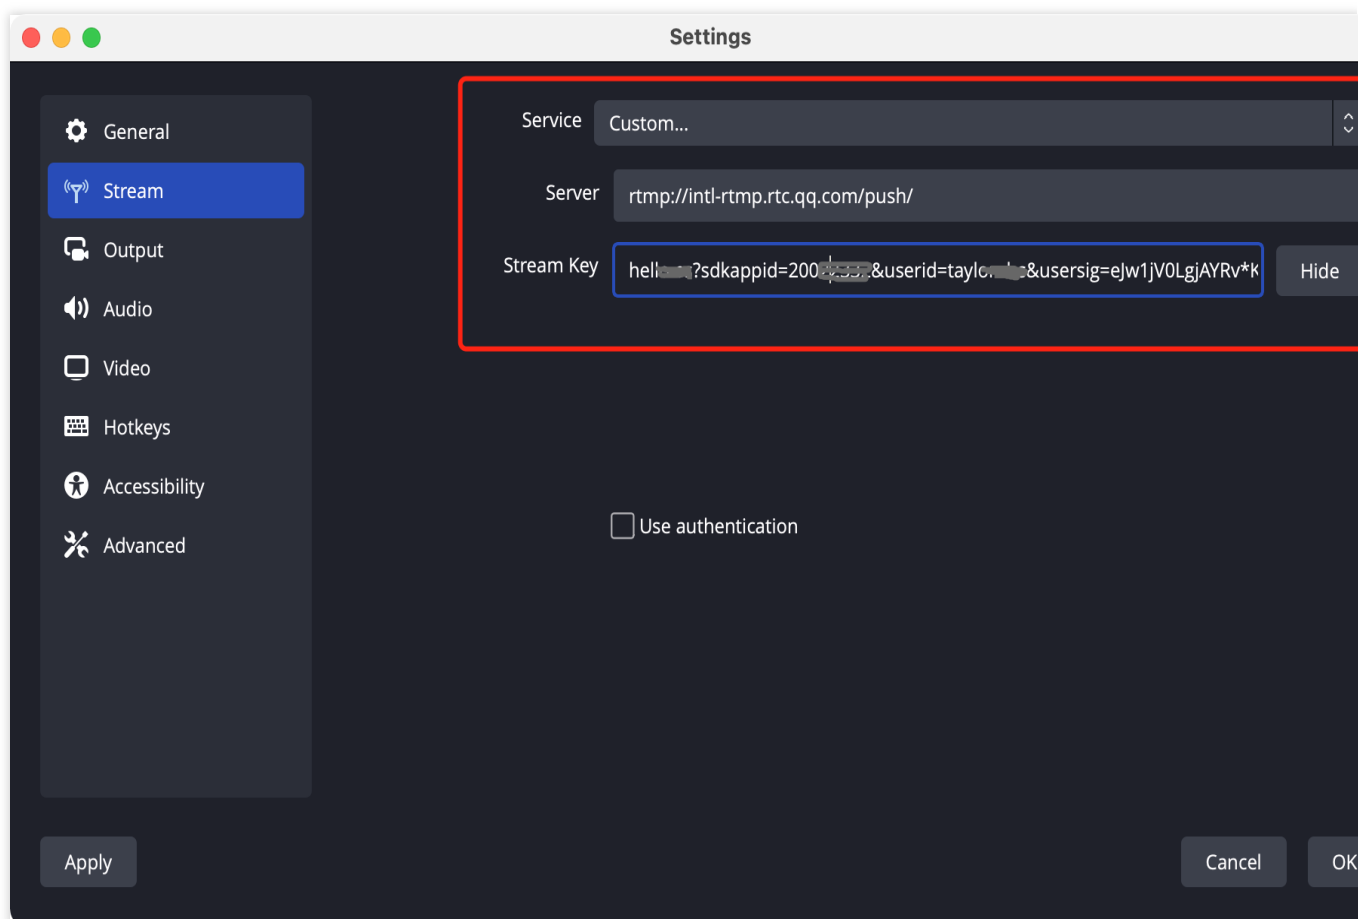 Settings
General
Stream
Output
Audio
Video
Hotkeys
Accessibility
Advanced
Service Custom...
Server rtmp://intl-rtmp.rtc.qq.com/push/
Stream Key ?sdkappid= &userid= &usersig=eJw1jV0LgjAYRv*K Hide
Use authentication
Apply
Cancel
OK